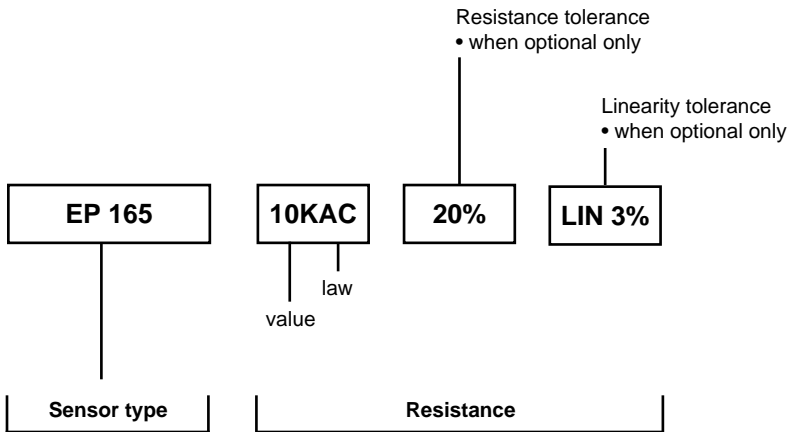 Resistance tolerance
• when optional only
Linearity tolerance
• when optional only
EP 165
10KAC
20%
LIN 3%
law
value
Sensor type
Resistance